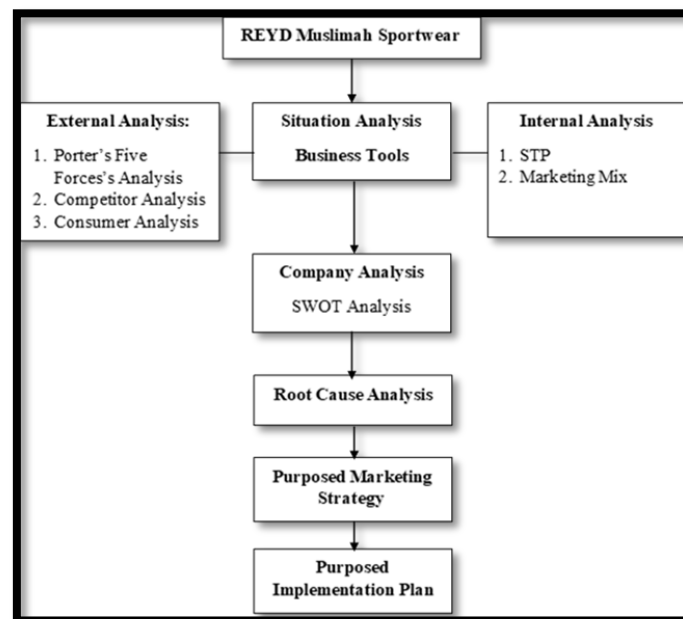 REYD Muslimah Sportwear
External Analysis:
1. Porter's Five
Forces's Analysis
2. Competitor Analysis
3. Consumer Analysis
Situation Analysis
Business Tools
Internal Analysis
1. STP
2. Marketing Mix
Company Analysis
SWOT Analysis
Root Cause Analysis
Purposed Marketing
Strategy
Purposed
Implementation Plan